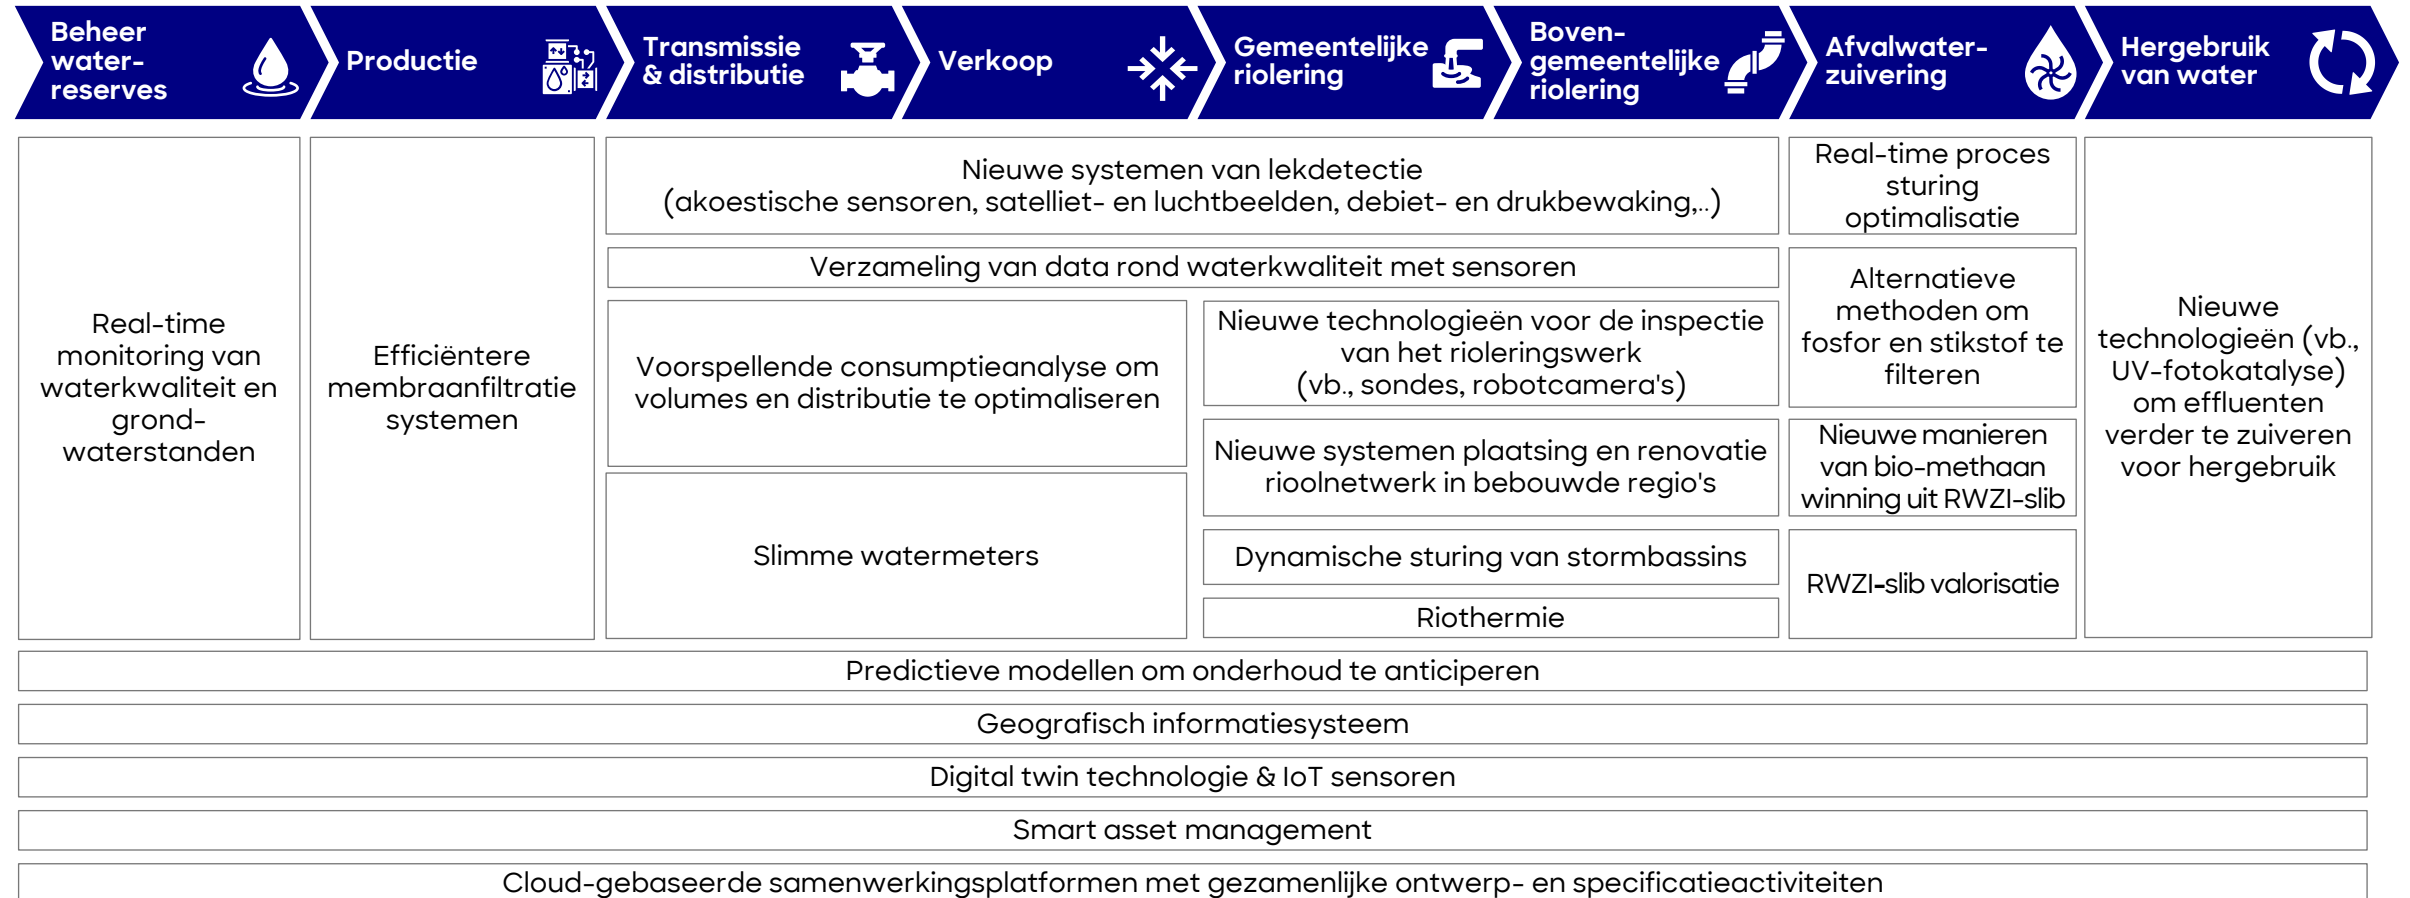 Beheer
water-
reserves
Productie
Transmissie
& distributie
Verkoop
Gemeentelijke
riolering
Boven-
gemeentelijke
riolering
Afvalwater-
zuivering
Hergebruik
van water
Real-time
monitoring van
waterkwaliteit en
grond-
waterstanden
Efficiëntere
membraanfiltratie
systemen
Nieuwe systemen van lekdetectie
(akoestische sensoren, satelliet- en luchtbeelden, debiet- en drukbewaking,..)
Verzameling van data rond waterkwaliteit met sensoren
Voorspellende consumptieanalyse om
volumes en distributie te optimaliseren
Slimme watermeters
Nieuwe technologieën voor de inspectie
van het rioleringswerk
(vb., sondes, robotcamera's)
Nieuwe systemen plaatsing en renovatie
rioolnetwerk in bebouwde regio's
Dynamische sturing van stormbassins
Riothermie
Real-time proces
sturing
optimalisatie
Alternatieve
methoden om
fosfor en stikstof te
filteren
Nieuwe manieren
van bio-methaan
winning uit RWZI-slib
RWZI-slib valorisatie
Nieuwe
technologieën (vb.,
UV-fotokatalyse)
om effluenten
verder te zuiveren
voor hergebruik
Predictieve modellen om onderhoud te anticiperen
Geografisch informatiesysteem
Digital twin technologie & IoT sensoren
Smart asset management
Cloud-gebaseerde samenwerkingsplatformen met gezamenlijke ontwerp- en specificatieactiviteiten